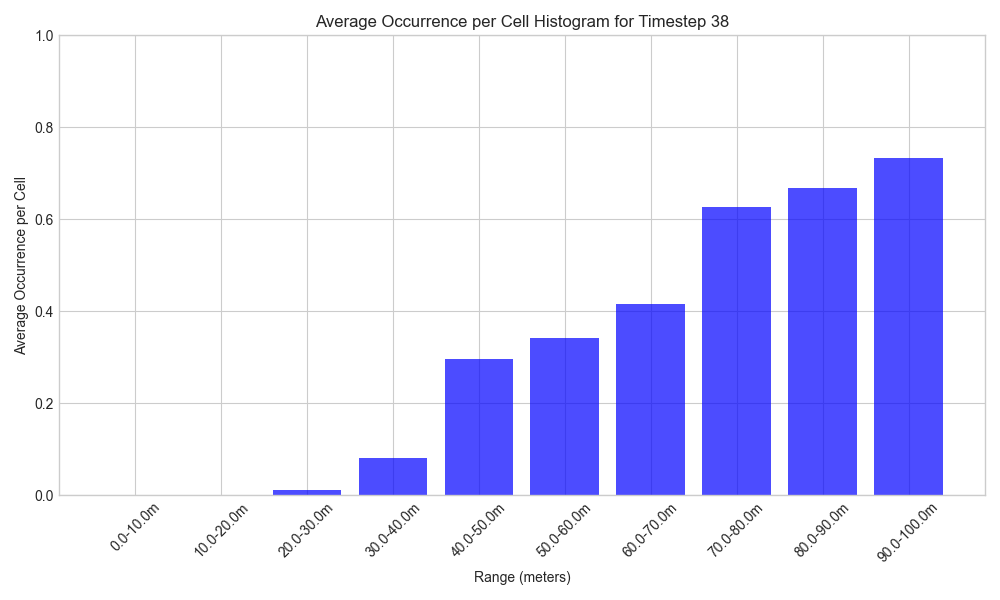 Average Occurrence per Cell Histogram for Timestep 38
1.0
0.8
0.6
0.4
0.2
0.0
Average Occurrence per Cell
0.0-10.0m
10.0-20.0m
20.0-30.0m
30.0-40.0m
40.0-50.0m
50.0-60.0m
60.0-70.0m
70.0-80.0m
80.0-90.0m
90.0-100.0m
Range (meters)